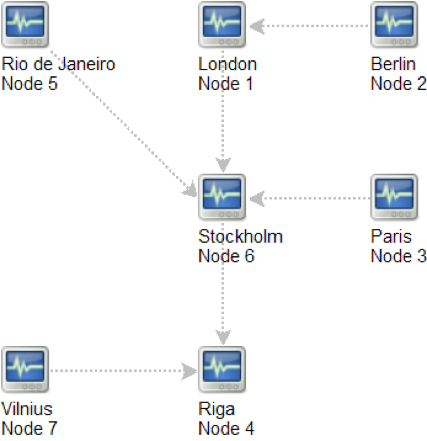 Rio de Janeiro
Node 5
London
Node 1
Berlin
Node 2
Stockholm
Node 6
Paris
Node 3
Vilnius
Node 7
Riga
Node 4